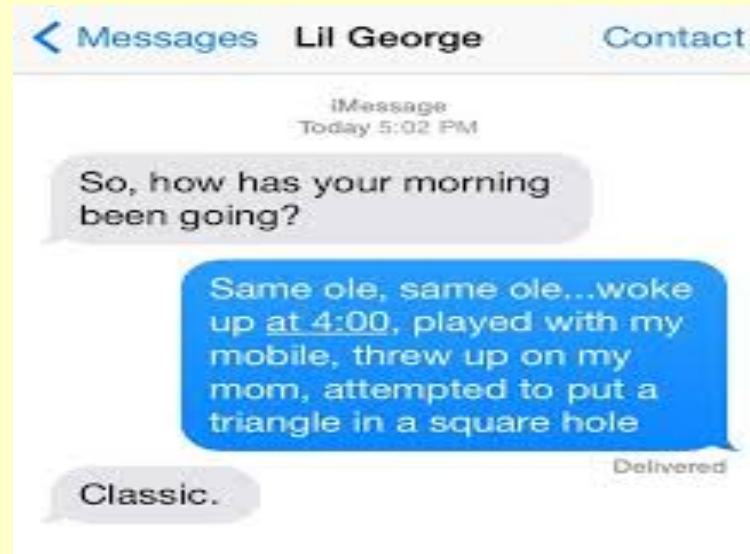 Messages Lil George Contact
iMessage
Today 5:02 PM
So, how has your morning
been going?
Same ole, same ole...woke
up at 4:00, played with my
mobile, threw up on my
mom, attempted to put a
triangle in a square hole
Delivered
Classic.